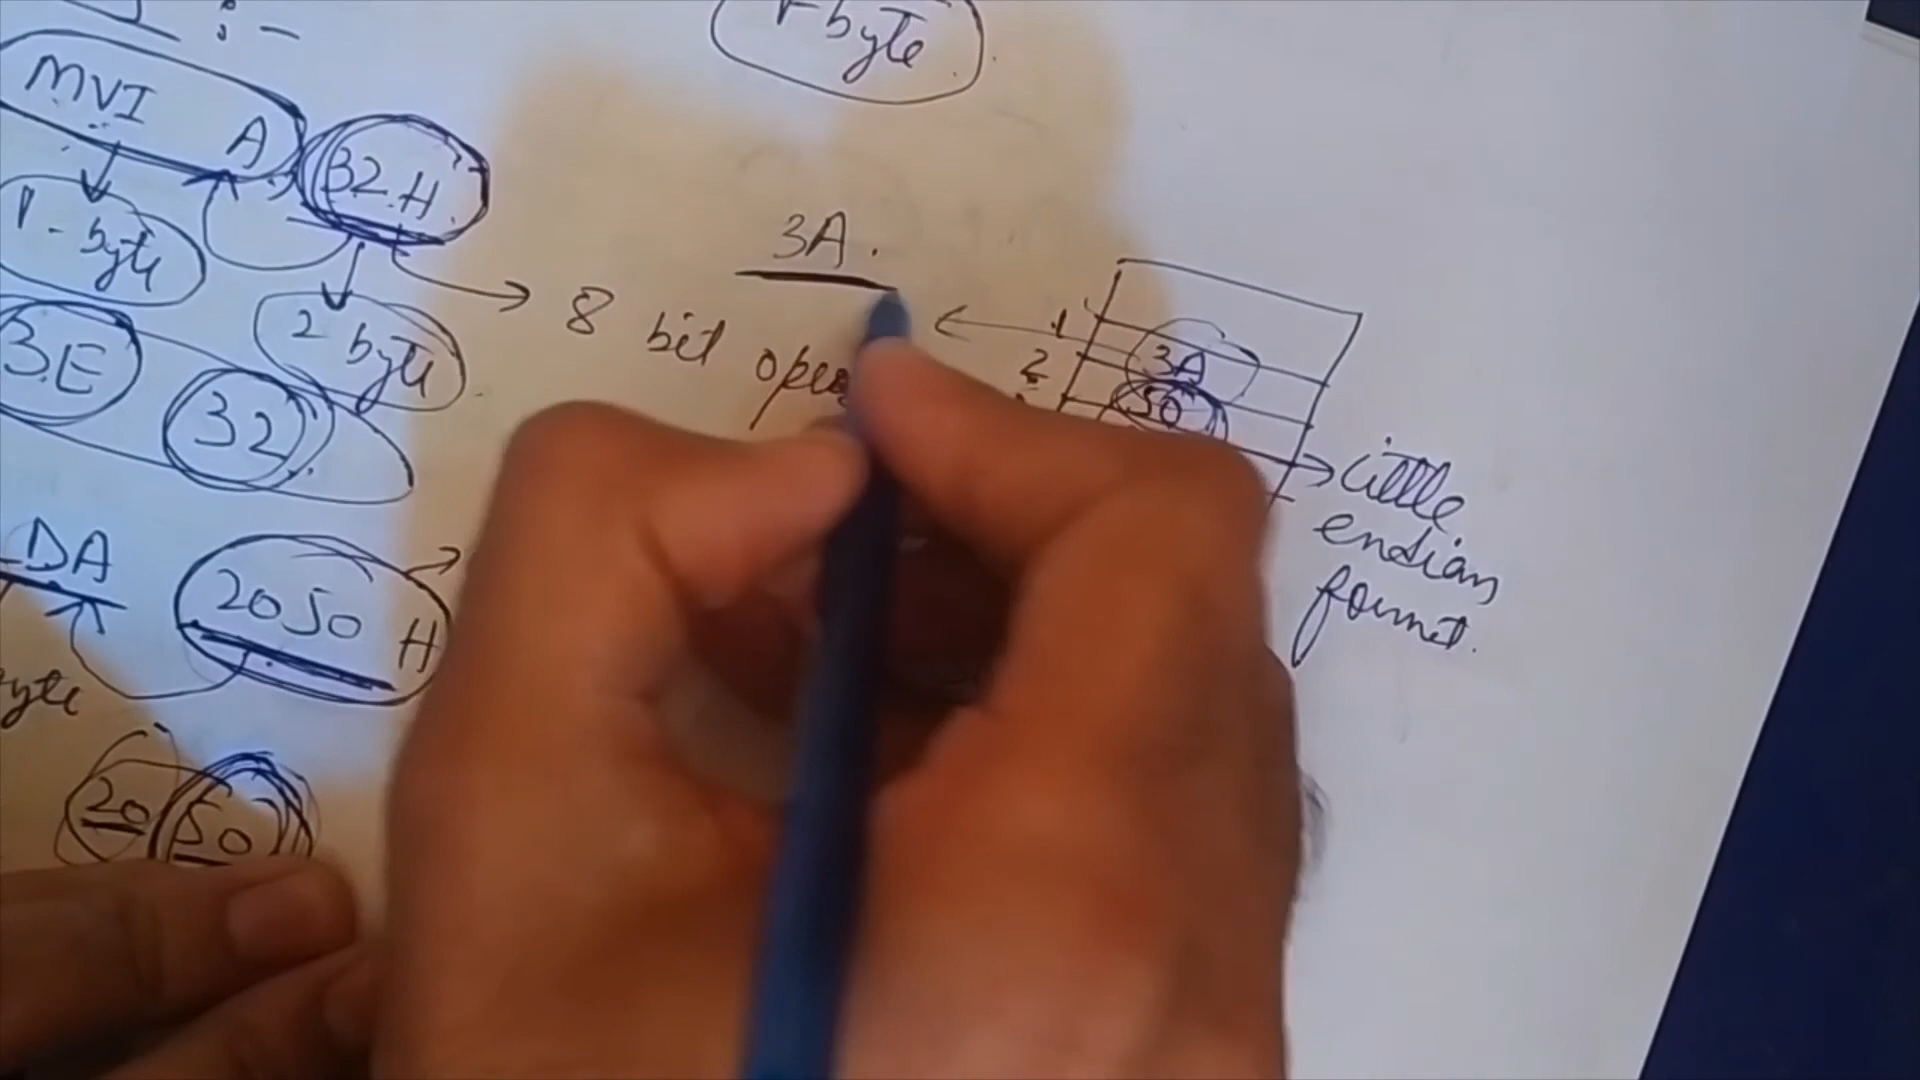 :-
1-byte
MVI A, 32.H
1-byte
2 byte
3A.
8 bit
1
2
3A
50
3E
32
Little
endian
format.
DA 2050 H
20 50